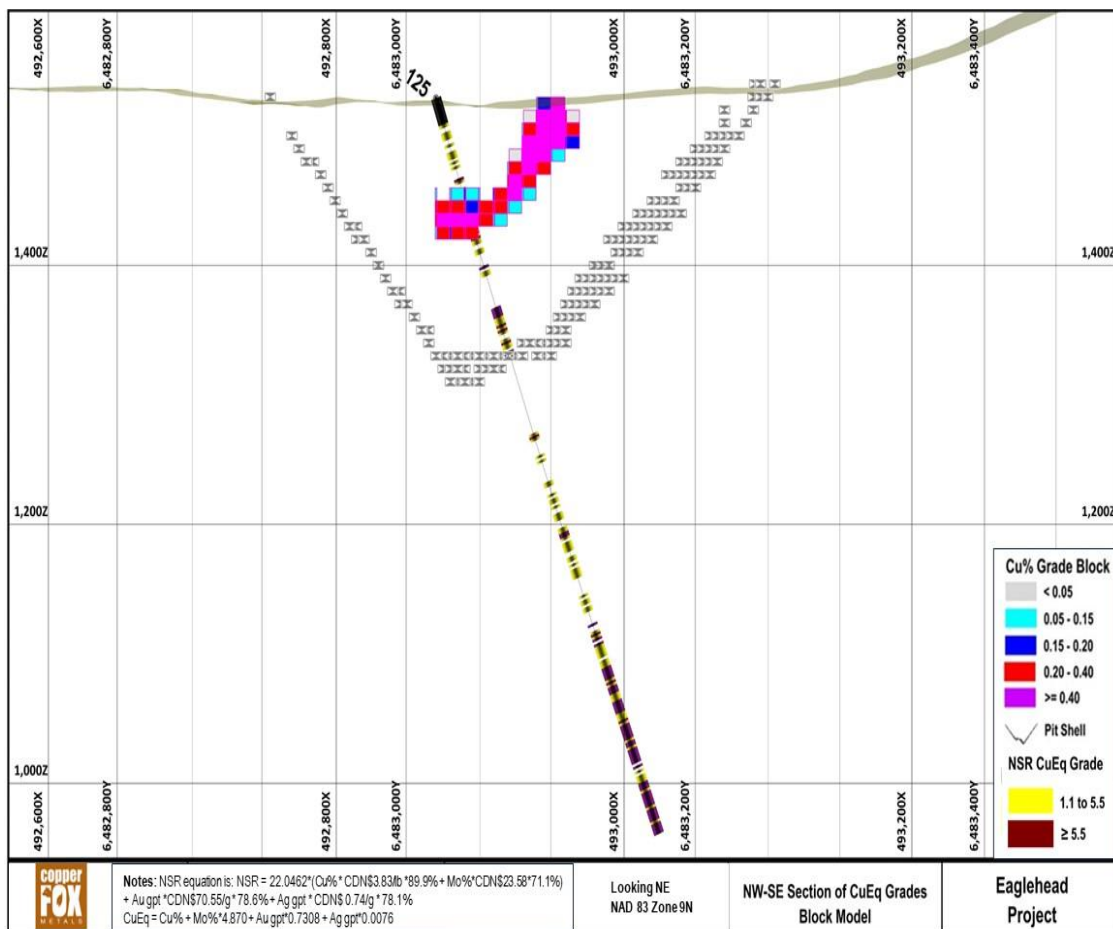 492,600X
6,482,800Y
492,800X
6,483,000Y
493,000X
6,483,200Y
493,200X
6,483,400Y
125
1,400Z
1,400Z
1,200Z
1,200Z
1,000Z
1,000Z
Cu% Grade Block
< 0.05
0.05 - 0.15
0.15 - 0.20
0.20 - 0.40
>= 0.40
Pit Shell
NSR CuEq Grade
1.1 to 5.5
≥ 5.5
492,600X
6,482,800Y
492,800X
6,483,000Y
493,000X
6,483,200Y
493,200X
6,483,400Y
copper
FOX
METALS
Notes: NSR equation is: NSR = 22.0462*(Cu%* CDN$3.83/lb *89.9% + Mo%*CDN$23.58*71.1%)
+ Au gpt *CDN$70.55/g* 78.6% + Ag gpt * CDN$ 0.74/g * 78.1%
CuEq = Cu% + Mo%*4.870 + Au gpt*0.7308 + Ag gpt*0.0076
Looking NE
NAD 83 Zone 9N
NW-SE Section of CuEq Grades
Block Model
Eaglehead
Project